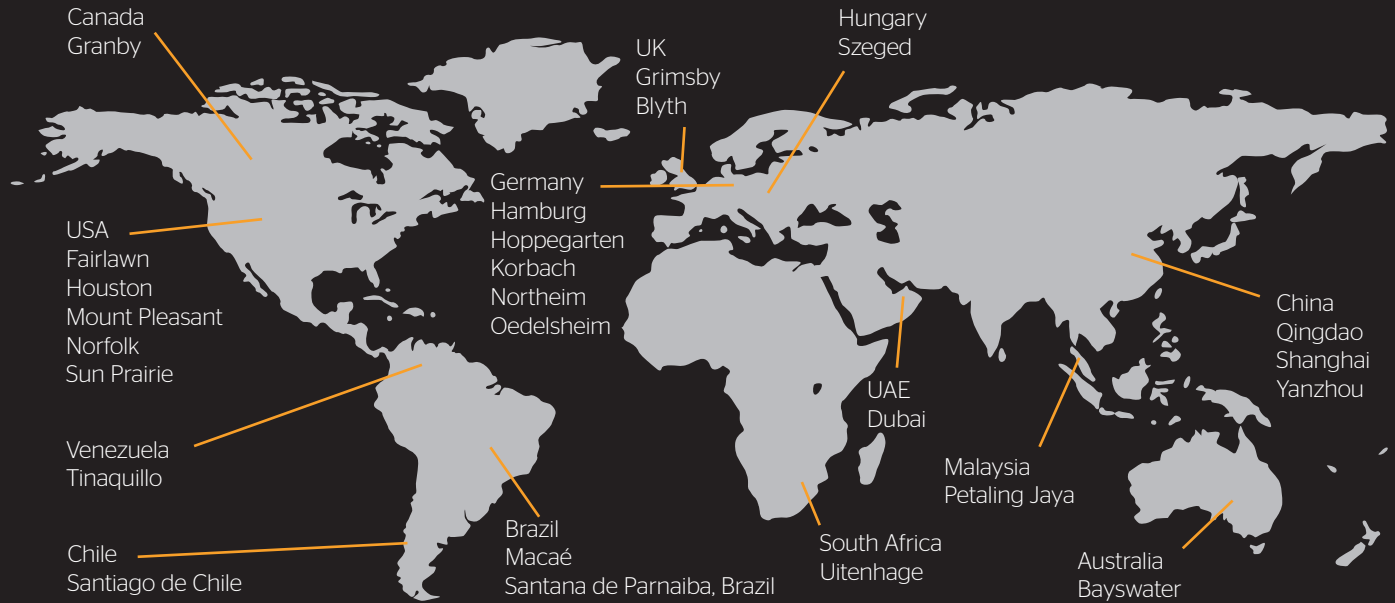 Canada
Granby
Hungary
Szeged
UK
Grimsby
Blyth
Germany
Hamburg
Hoppegarten
Korbach
Northeim
Oedelsheim
USA
Fairlawn
Houston
Mount Pleasant
Norfolk
Sun Prairie
China
Qingdao
Shanghai
Yanzhou
UAE
Dubai
Venezuela
Tinaquillo
Malaysia
Petaling Jaya
Brazil
Macaé
Santana de Parnaiba, Brazil
South Africa
Uitenhage
Chile
Santiago de Chile
Australia
Bayswater